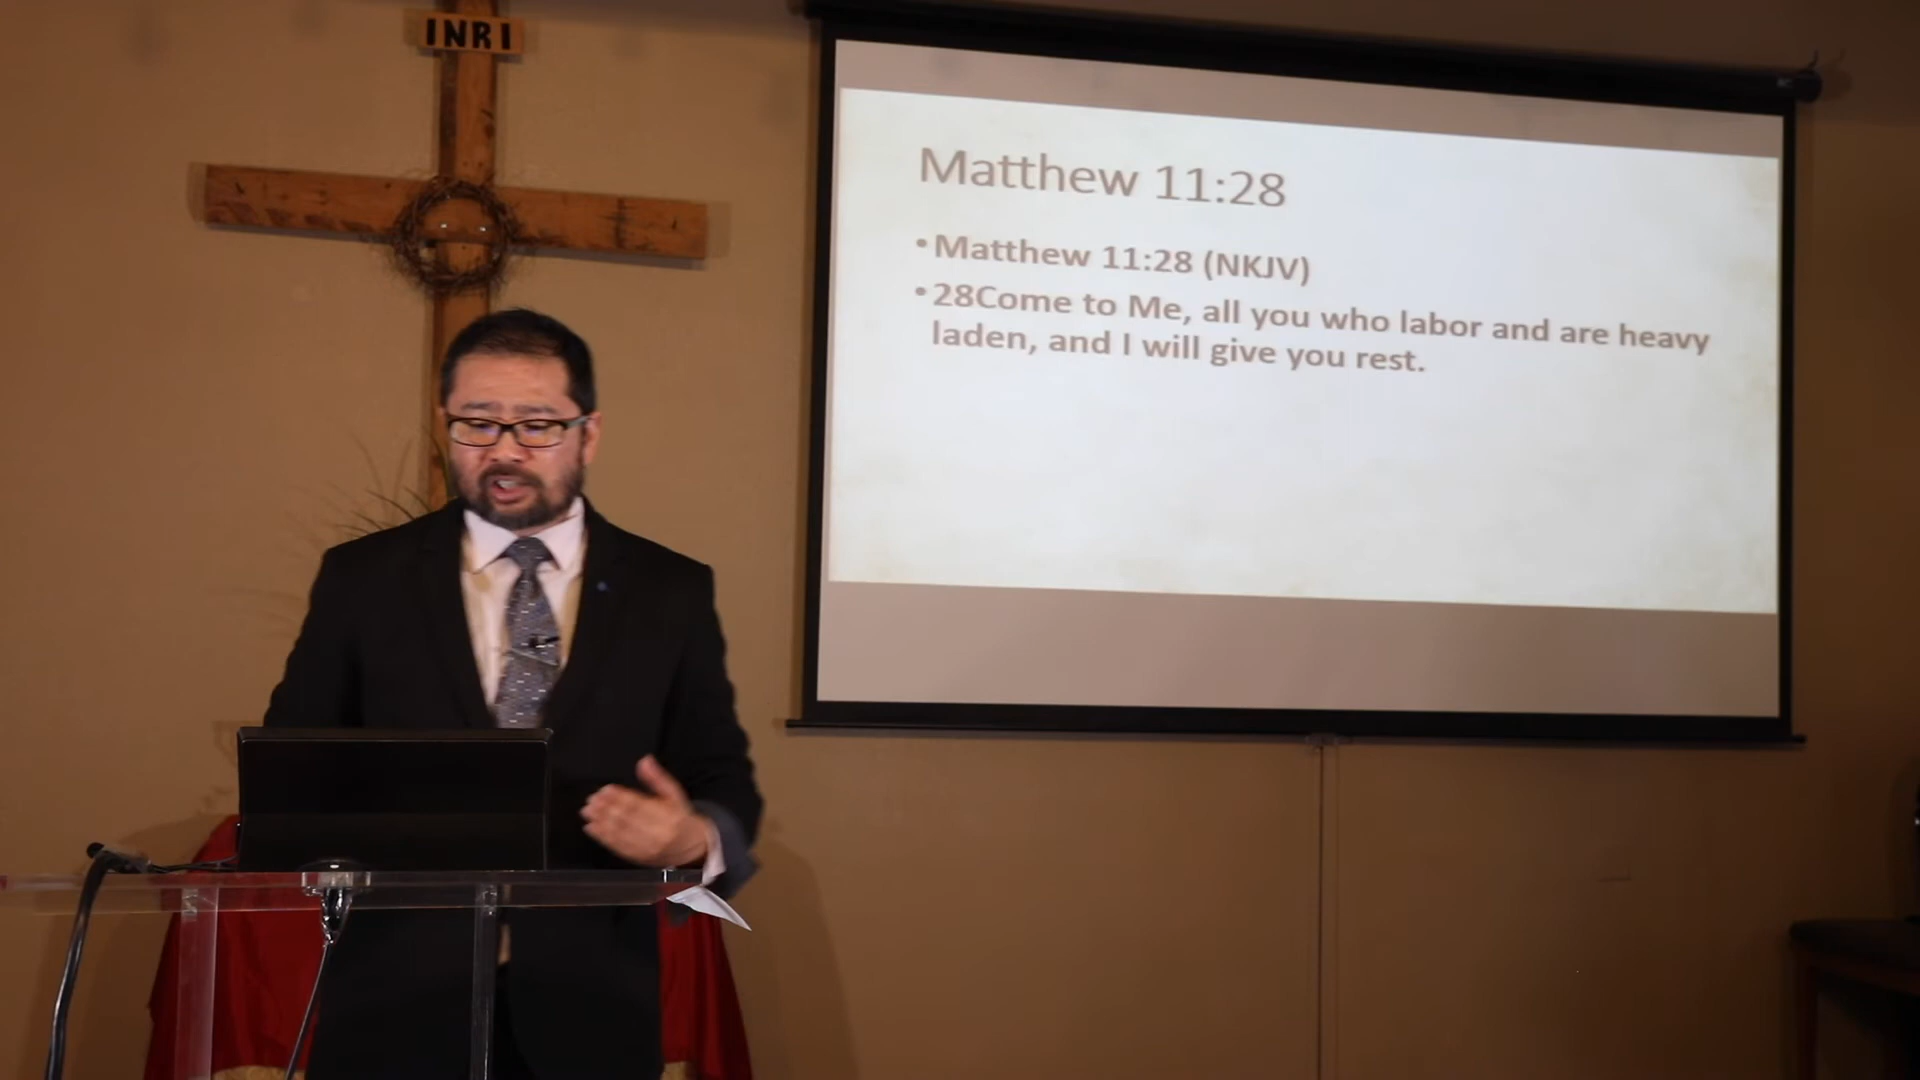 INRI
Matthew 11:28
•Matthew 11:28 (NKJV)
•28Come to Me, all you who labor and are heavy
laden, and I will give you rest.